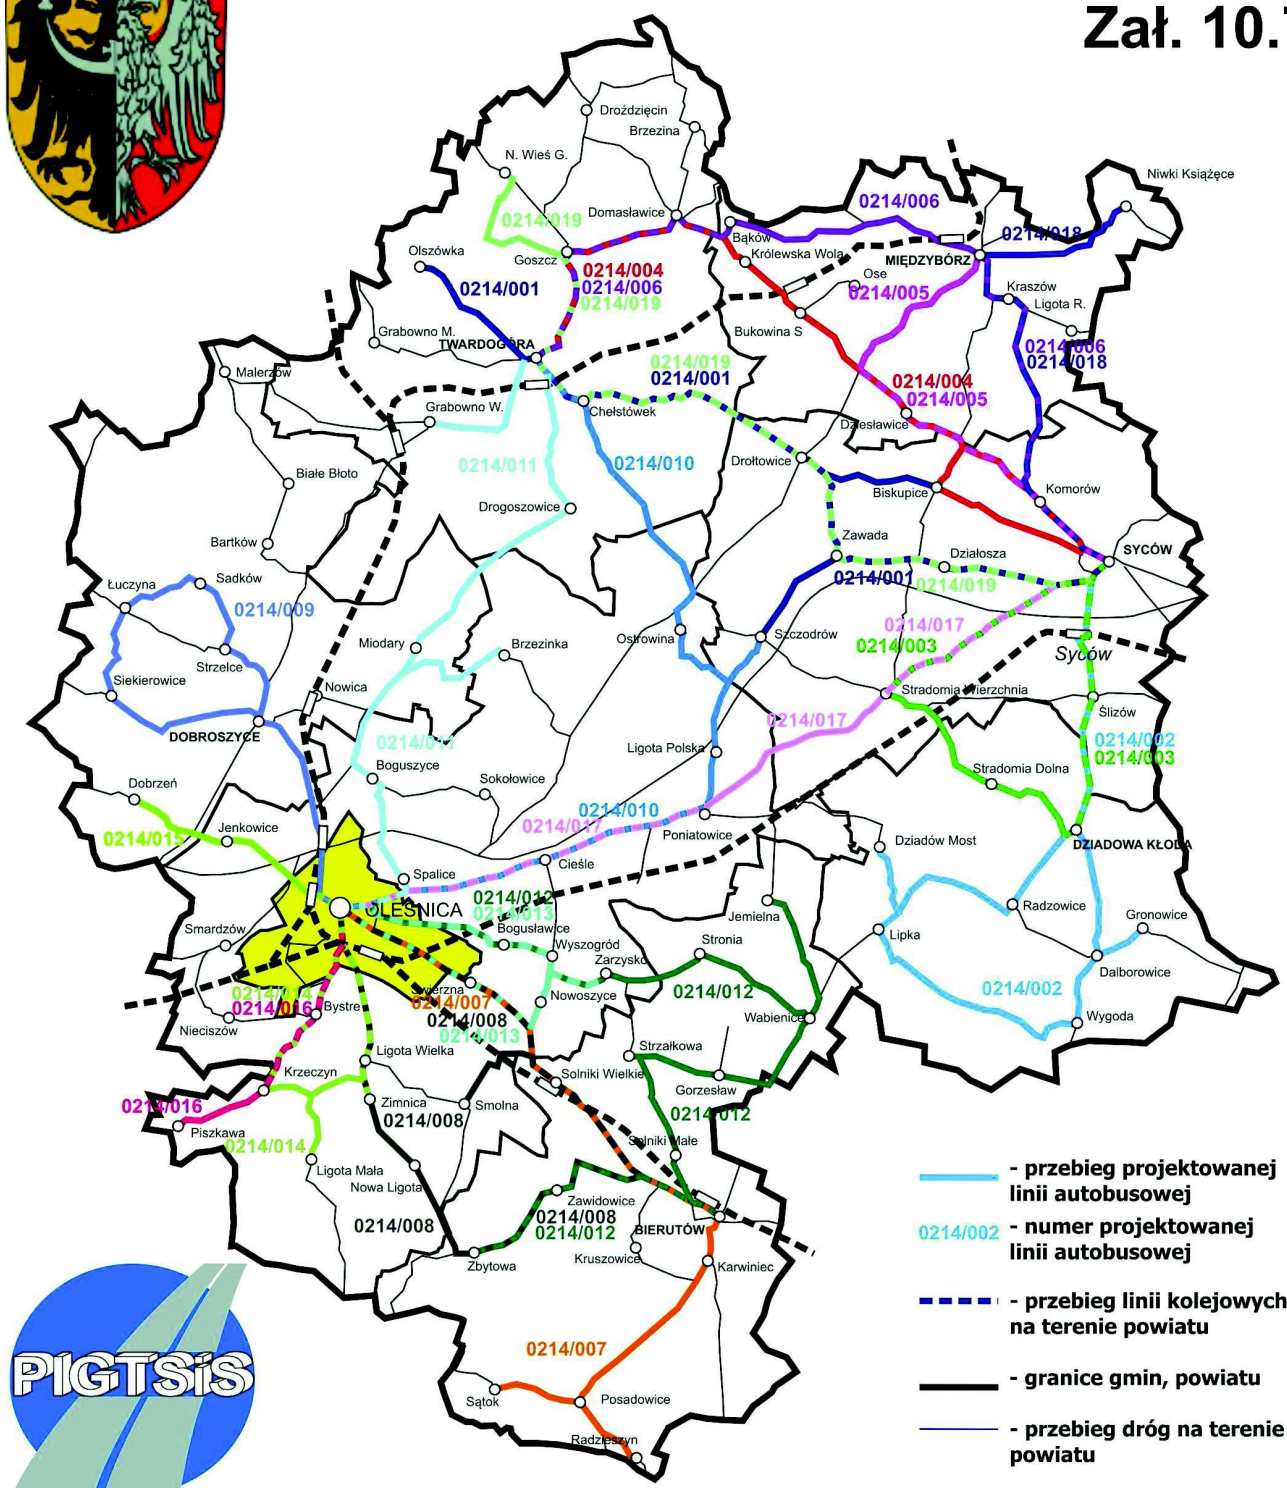 Zał. 10.
Droździęcin
Brzezina
N. Wieś G.
Niwki Książęce
0214/006
Domasławice
0214/019
0214/018
Bąków
Olszówka
Goszcz
Królewska Wola
MIĘDZYBÓRZ
0214/004
Ose
0214/001
0214/006
Kraszów
0214/005
0214/019
Ligota R.
Grabowno M.
Bukowina S
TWARDOGÓRA
0214/006
0214/019
0214/018
Malerzów
0214/001
0214/004
0214/005
Grabowno W.
Chełstówek
Dziesławice
Drołtowice
0214/011
0214/010
Białe Błoto
Biskupice
Komorów
Drogoszowice
Bartków
Zawada
SYCÓW
Działosza
Łuczyna
Sadków
0214/001
0214/019
0214/009
0214/017
Ostrowina
Szczodrów
Miodary
Brzezinka
0214/003
Strzelce
Syców
Siekierowice
Nowica
Stradomia Wierzchnia
Ślizów
0214/017
DOBROSZYCE
0214/011
Ligota Polska
0214/002
0214/003
Boguszyce
Stradomia Dolna
Dobrzeń
Sokołowice
0214/010
0214/017
Jenkowice
0214/015
Poniatowice
Dziadów Most
DZIADOWA KŁODA
Cieśle
Spalice
0214/012
Radzowice
OLEŚNICA
0214/013
Jemielna
Gronowice
Smardzów
Bogusławice
Lipka
Wyszogród
Stronia
Zarzysko
Dalborowice
Świerzna
0214/014
0214/007
Nowoszyce
0214/012
0214/002
0214/016
Bystre
0214/008
Wabienice
Wygoda
Nieciszów
0214/013
Strzałkowa
Ligota Wielka
Krzeczyn
Solniki Wielkie
Gorzesław
0214/016
Zimnica
Smolna
0214/008
0214/012
Piszkawa
0214/014
Solniki Małe
Ligota Mała
- przebieg projektowanej
linii autobusowej
Nowa Ligota
Zawidowice
0214/008
0214/008
0214/002
- numer projektowanej
linii autobusowej
0214/012
BIERUTÓW
Zbytowa
Kruszowice
Karwiniec
- przebieg linii kolejowych
na terenie powiatu
0214/007
PIGTSiS
- granice gmin, powiatu
Sątok
Posadowice
- przebieg dróg na terenie
powiatu
Radzieszyn